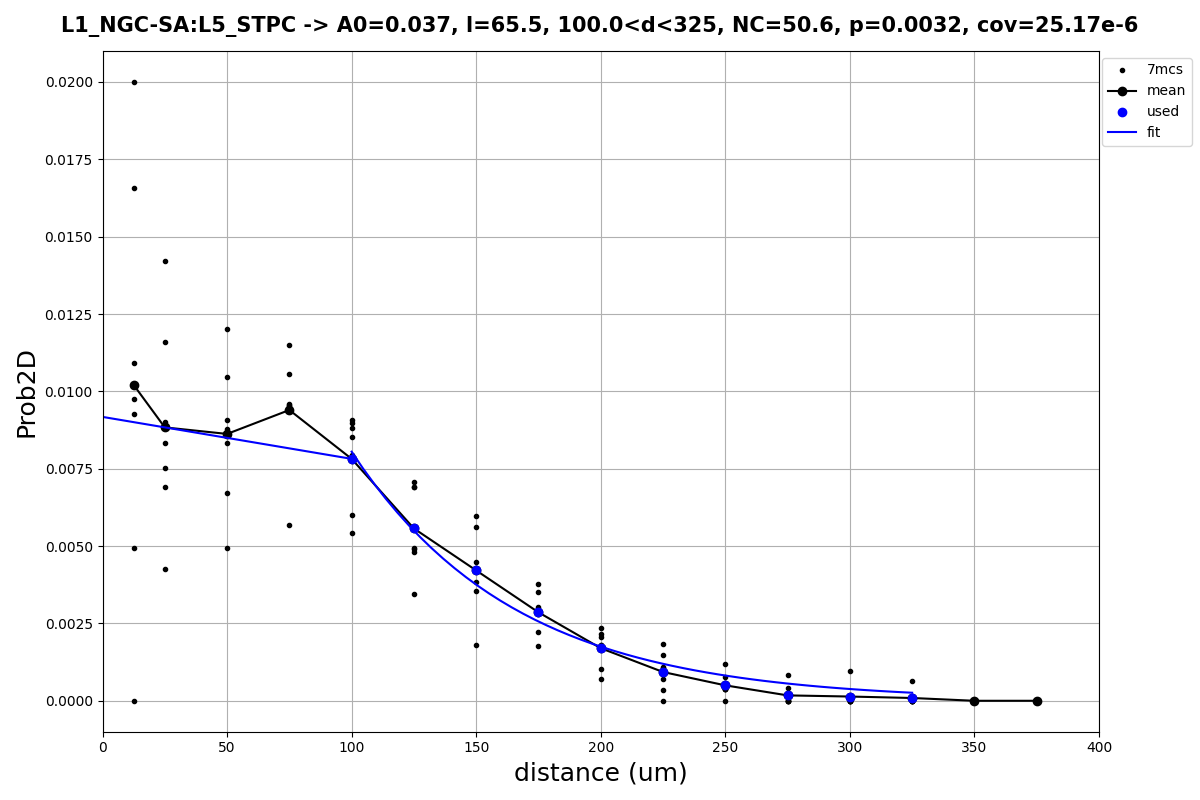 L1_NGC-SA:L5_STPC -> A0=0.037, l=65.5, 100.0<d<325, NC=50.6, p=0.0032, cov=25.17e-6
7mcs
mean
used
fit
Prob2D
0.0200
0.0175
0.0150
0.0125
0.0100
0.0075
0.0050
0.0025
0.0000
0 50 100 150 200 250 300 350 400
distance (um)